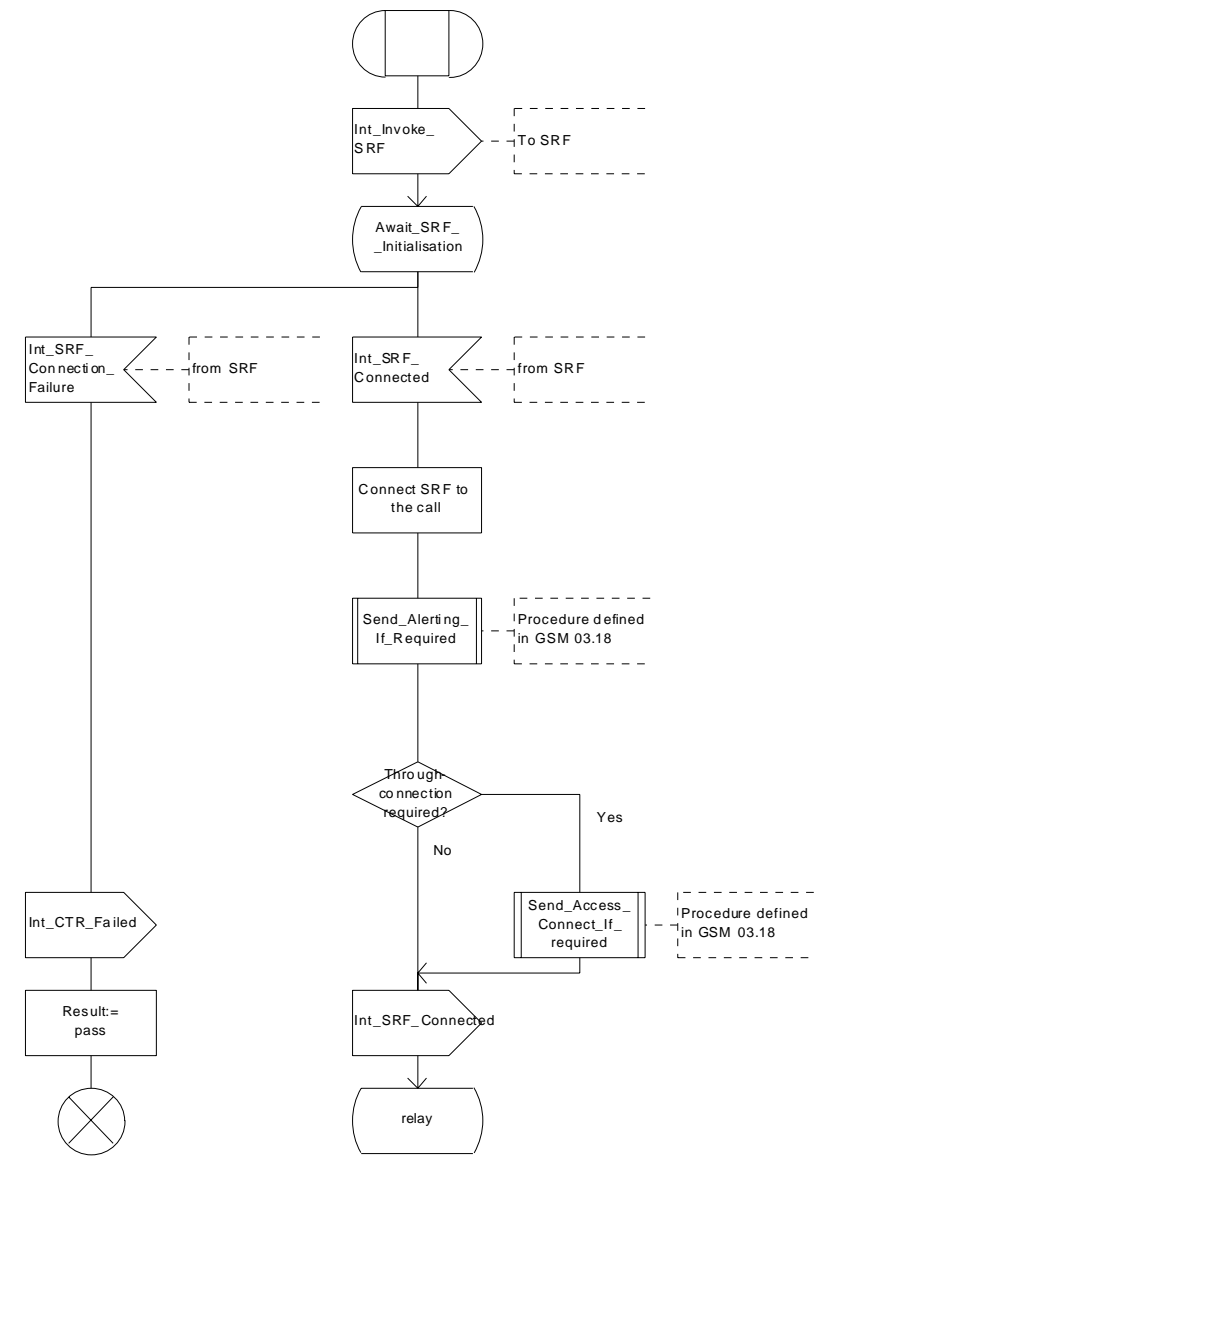 Int_Invoke_
SRF
To SRF
Await_SRF_
_Initialisation
Int_SRF_
Connection_
Failure
from SRF
Int_SRF_
Connected
from SRF
Connect SRF to
the call
Send_Alerting_
If_Required
Procedure defined
in GSM 03.18
Through-
connection
required?
Yes
No
Int_CTR_Failed
Send_Access_
Connect_If_
required
Procedure defined
in GSM 03.18
Result:=
pass
Int_SRF_Connected
relay